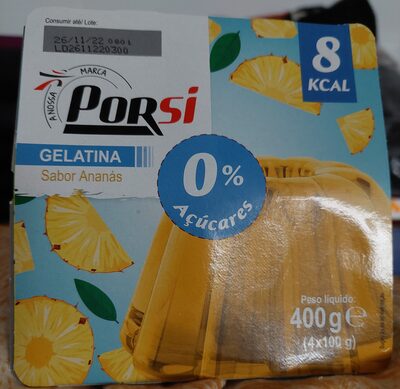 Consumir até/ Lote:
26/11/22 0001
LD2611220300
8
KCAL
A NOSSA MARCA
PORSI
GELATINA
Sabor Ananás
0%
Açúcares
Peso líquido:
400g℮
(4x100 g)